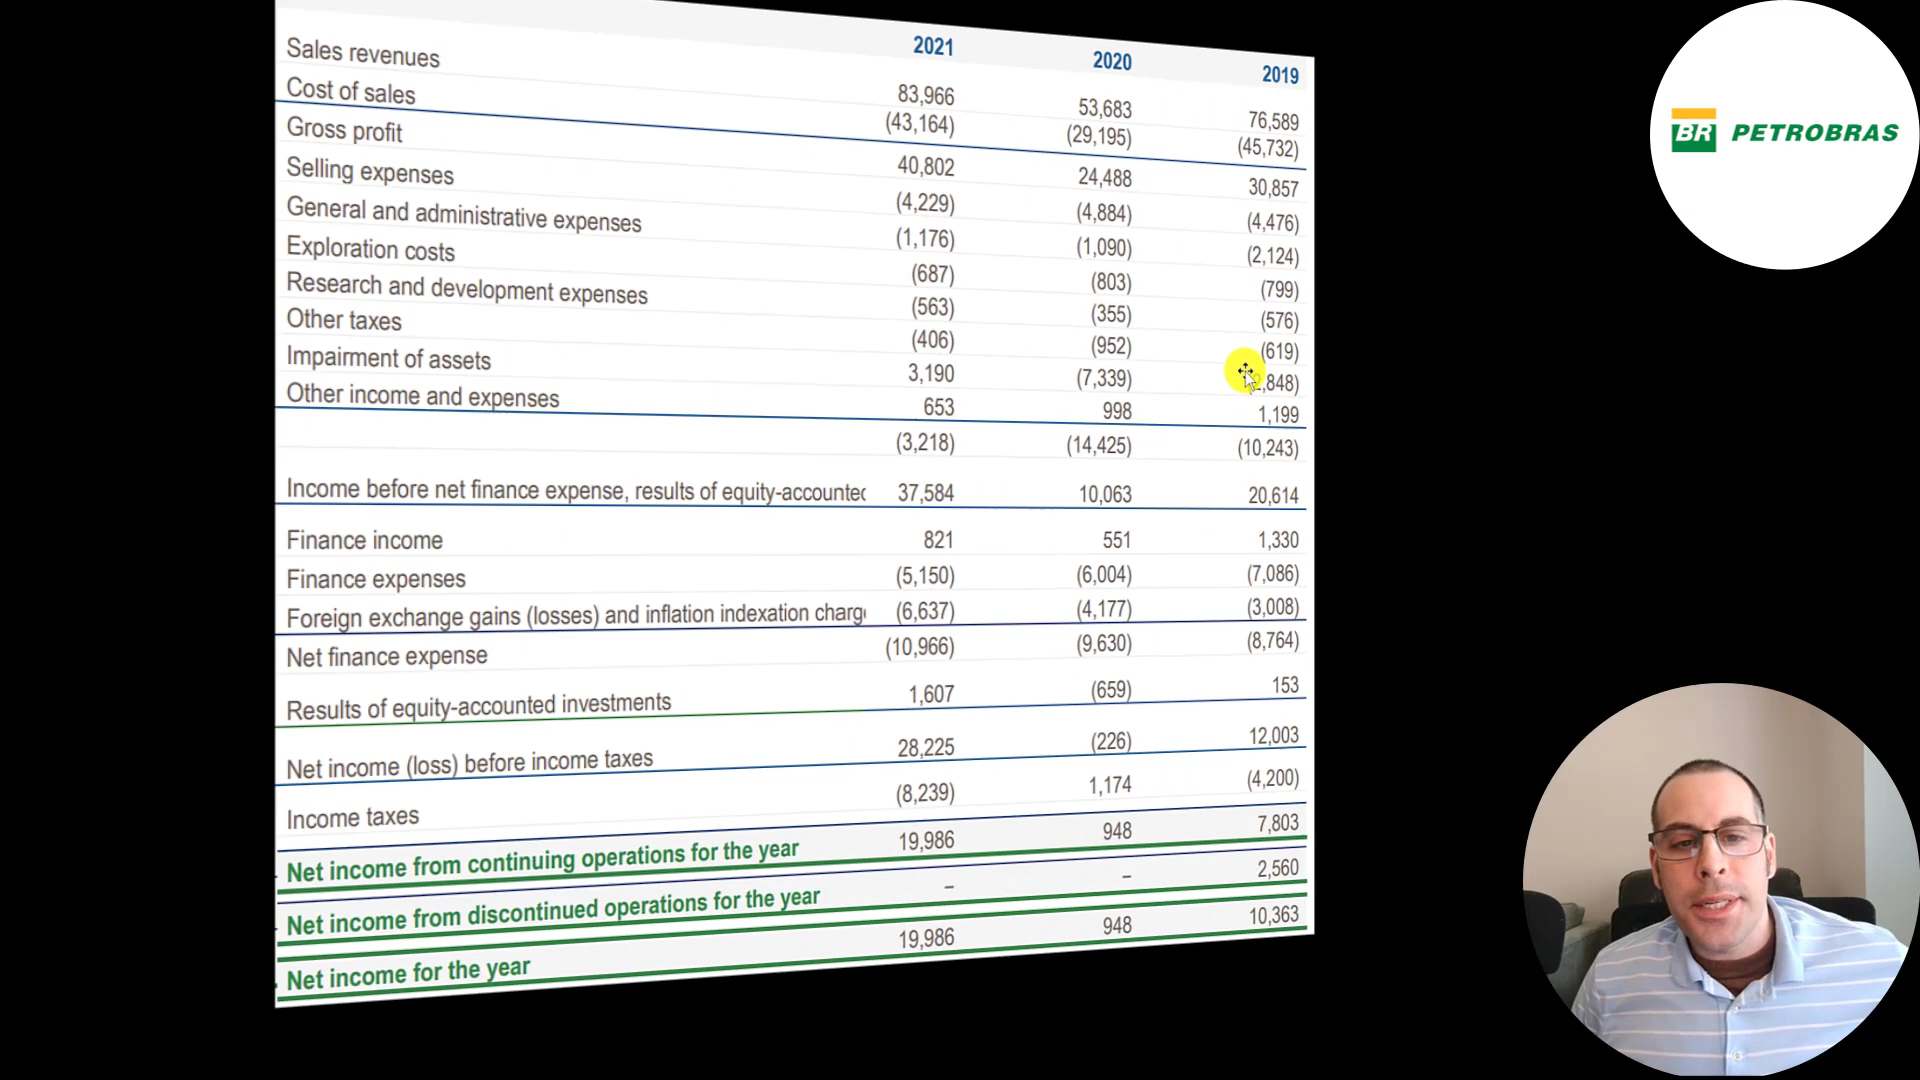 2021 2020 2019
Sales revenues 83,966 53,683 76,589
Cost of sales (43,164) (29,195) (45,732)
Gross profit 40,802 24,488 30,857
Selling expenses (4,229) (4,884) (4,476)
General and administrative expenses (1,176) (1,090) (2,124)
Exploration costs (687) (803) (799)
Research and development expenses (563) (355) (576)
Other taxes (406) (952) (619)
Impairment of assets 3,190 (7,339) ,848)
Other income and expenses 653 998 1,199
(3,218) (14,425) (10,243)
Income before net finance expense, results of equity-accounted 37,584 10,063 20,614
Finance income 821 551 1,330
Finance expenses (5,150) (6,004) (7,086)
Foreign exchange gains (losses) and inflation indexation charg (6,637) (4,177) (3,008)
Net finance expense (10,966) (9,630) (8,764)
Results of equity-accounted investments 1,607 (659) 153
Net income (loss) before income taxes 28,225 (226) 12,003
Income taxes (8,239) 1,174 (4,200)
Net income from continuing operations for the year 19,986 948 7,803
Net income from discontinued operations for the year – – 2,560
Net income for the year 19,986 948 10,363
BR PETROBRAS